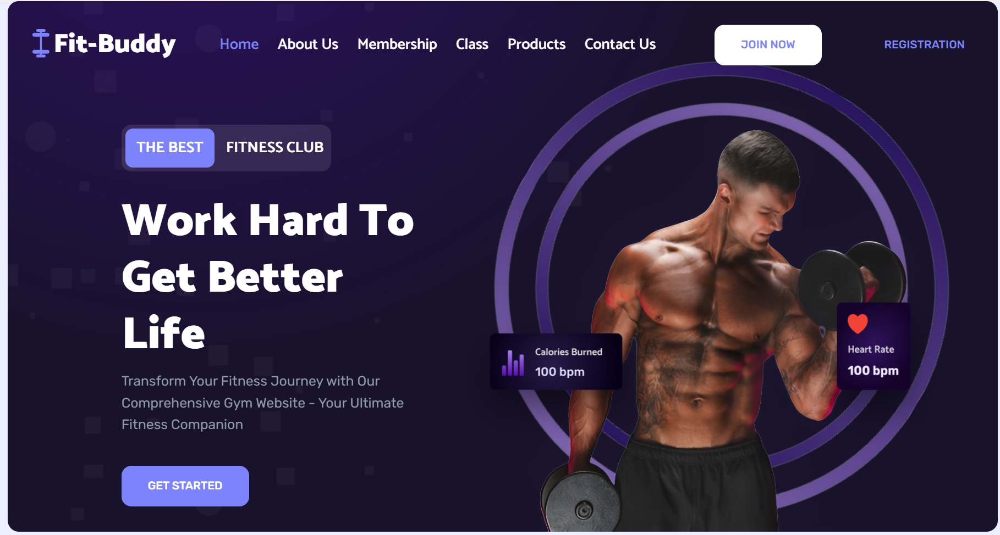 Fit-Buddy
Home About Us Membership Class Products Contact Us
JOIN NOW
REGISTRATION
THE BEST FITNESS CLUB
Work Hard To
Get Better
Life
Transform Your Fitness Journey with Our
Comprehensive Gym Website - Your Ultimate
Fitness Companion
GET STARTED
Calories Burned
100 bpm
Heart Rate
100 bpm